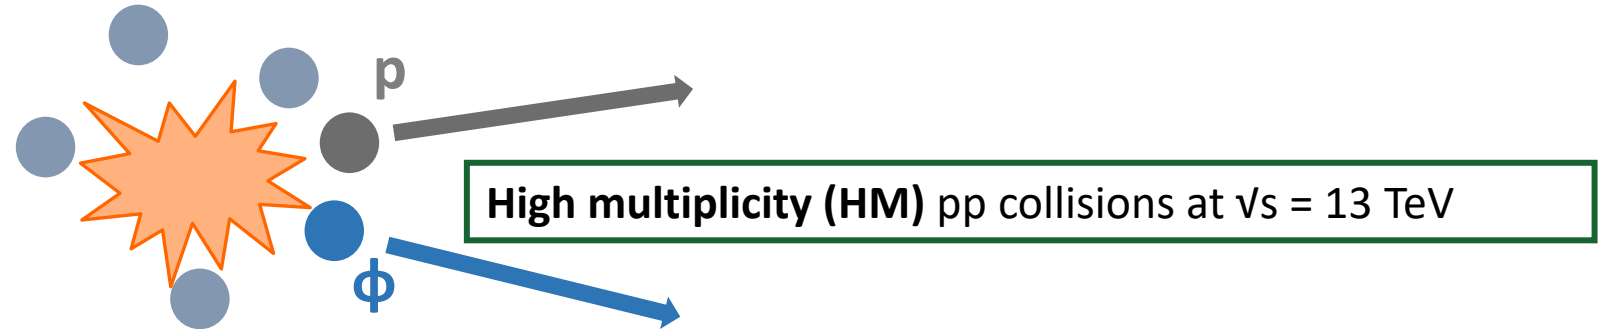 p
High multiplicity (HM) pp collisions at √s = 13 TeV
ϕ